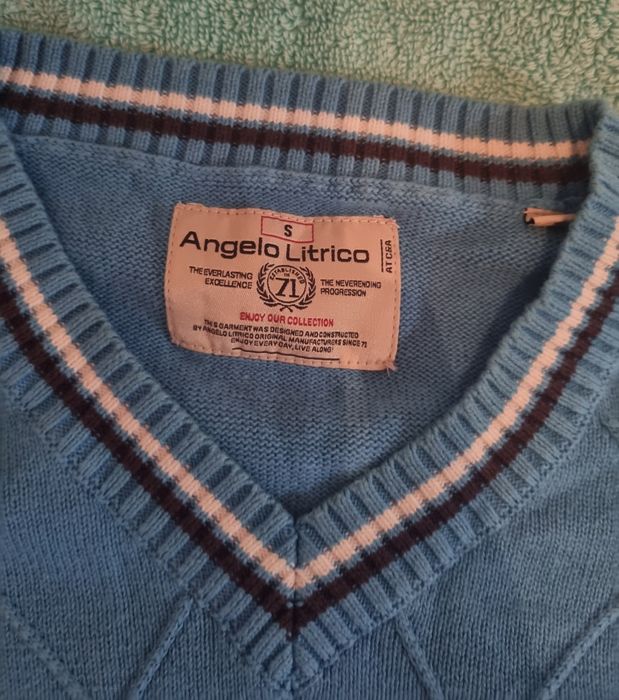 S
Angelo Litrico
AT C&A
THE EVERLASTING
EXCELLENCE
ESTABLISHED
IN
71
THE NEVERENDING
PROGRESSION
ENJOY OUR COLLECTION
THIS GARMENT WAS DESIGNED AND CONSTRUCTED
BY ANGELO LITRICO ORIGINAL MANUFACTURERS SINCE 71
ENJOY EVERY DAY, LIVE ALONG!